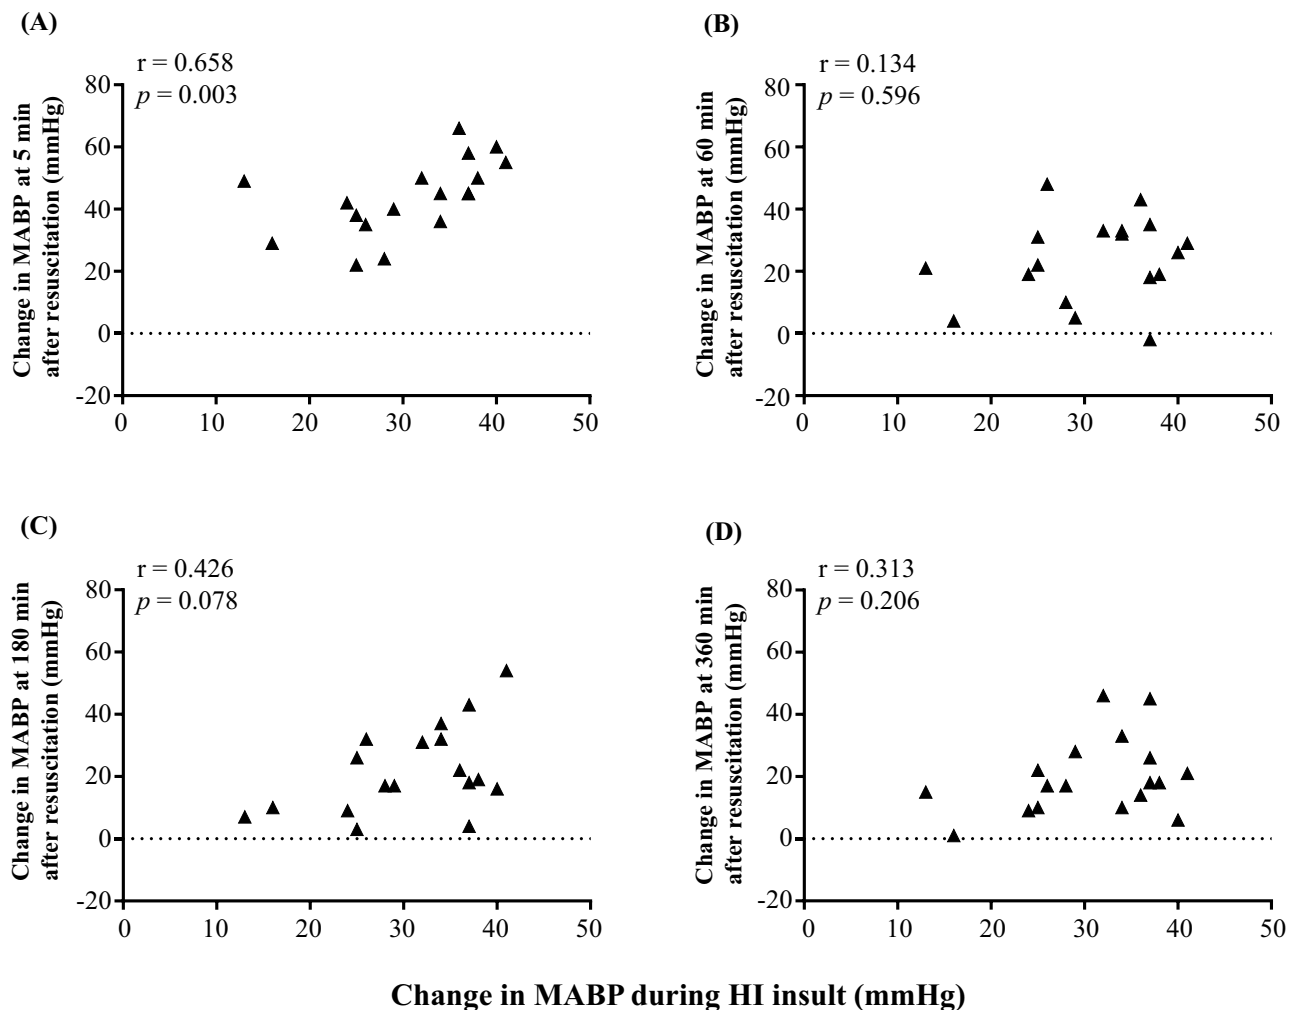 (A)
r = 0.658
p = 0.003
Change in MABP at 5 min
after resuscitation (mmHg)
80
60
40
20
0
-20
0 10 20 30 40 50
(B)
r = 0.134
p = 0.596
Change in MABP at 60 min
after resuscitation (mmHg)
80
60
40
20
0
-20
0 10 20 30 40 50
(C)
r = 0.426
p = 0.078
Change in MABP at 180 min
after resuscitation (mmHg)
80
60
40
20
0
-20
0 10 20 30 40 50
(D)
r = 0.313
p = 0.206
Change in MABP at 360 min
after resuscitation (mmHg)
80
60
40
20
0
-20
0 10 20 30 40 50
Change in MABP during HI insult (mmHg)